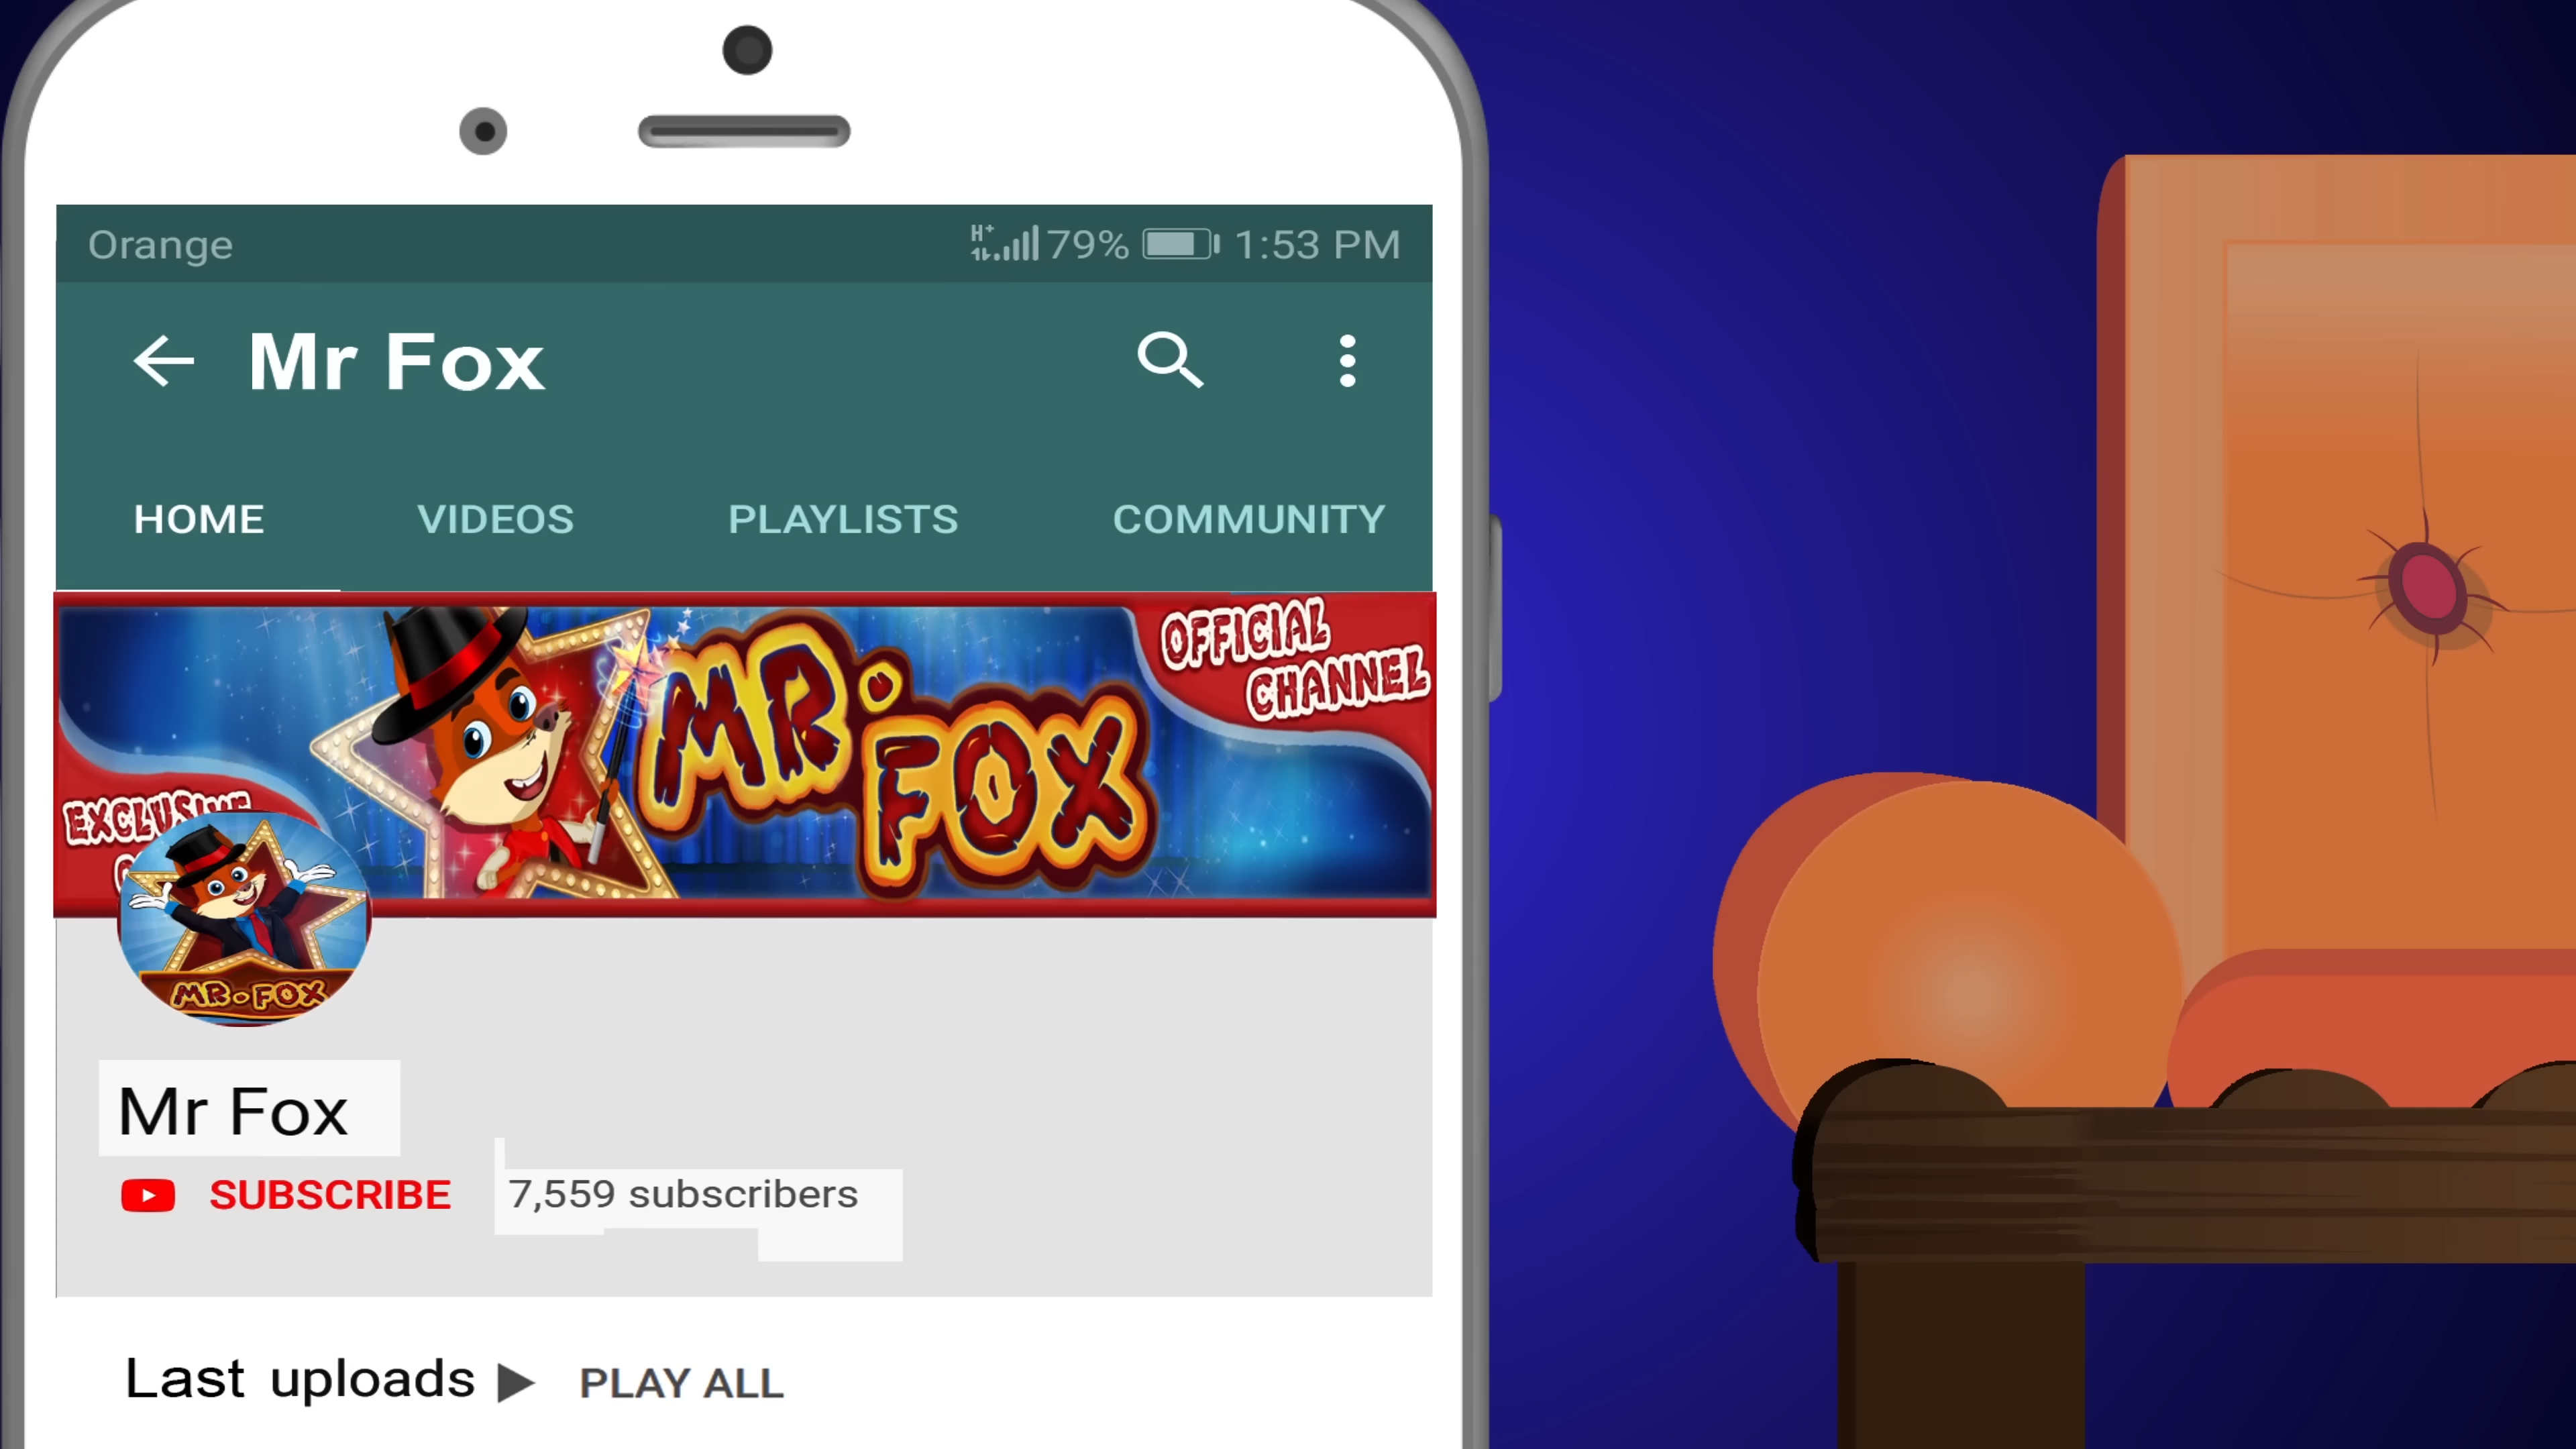 Orange H+ 79% 1:53 PM
Mr Fox
HOME VIDEOS PLAYLISTS COMMUNITY
OFFICIAL
CHANNEL
MR.
FOX
EXCLUSIVE
MR. FOX
Mr Fox
SUBSCRIBE 7,559 subscribers
Last uploads PLAY ALL